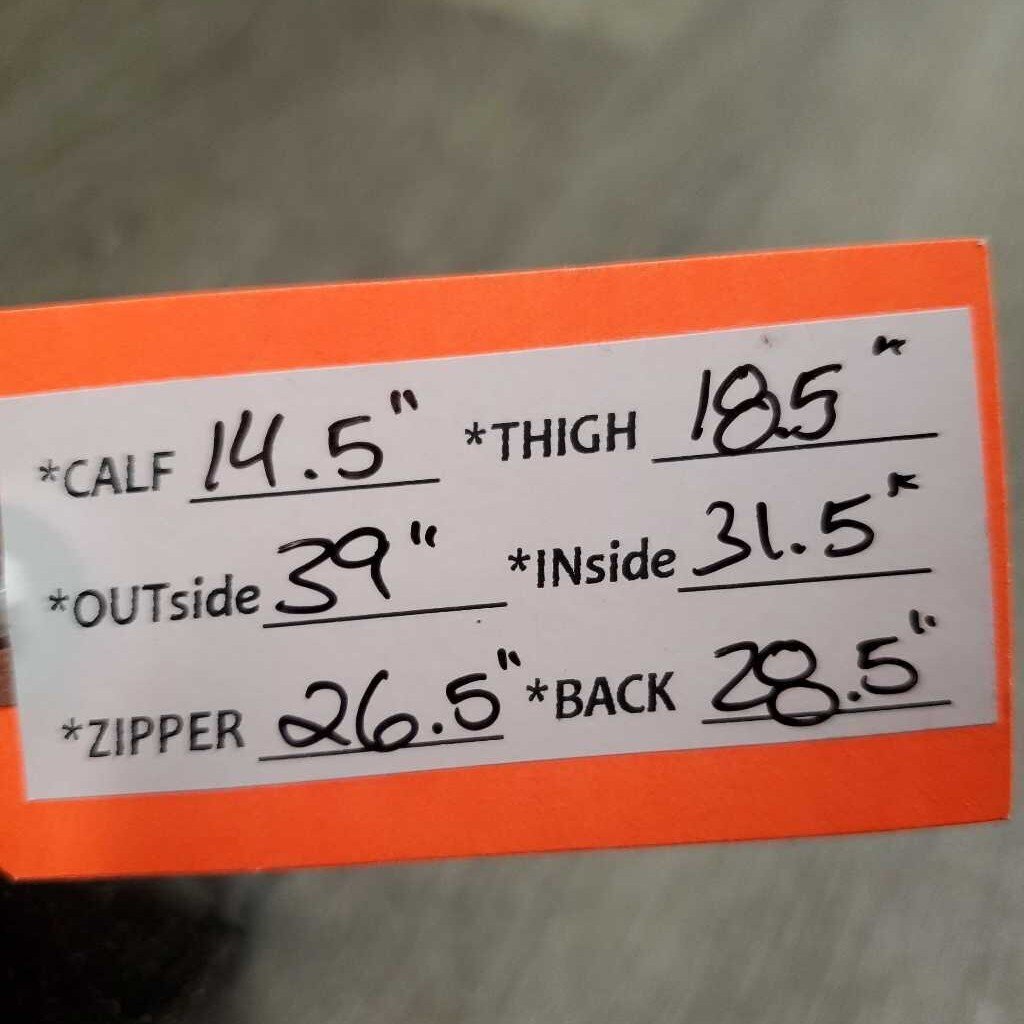 *CALF 14.5" *THIGH 18.5"
*OUTside 39" *INside 31.5"
*ZIPPER 26.5" *BACK 28.5"